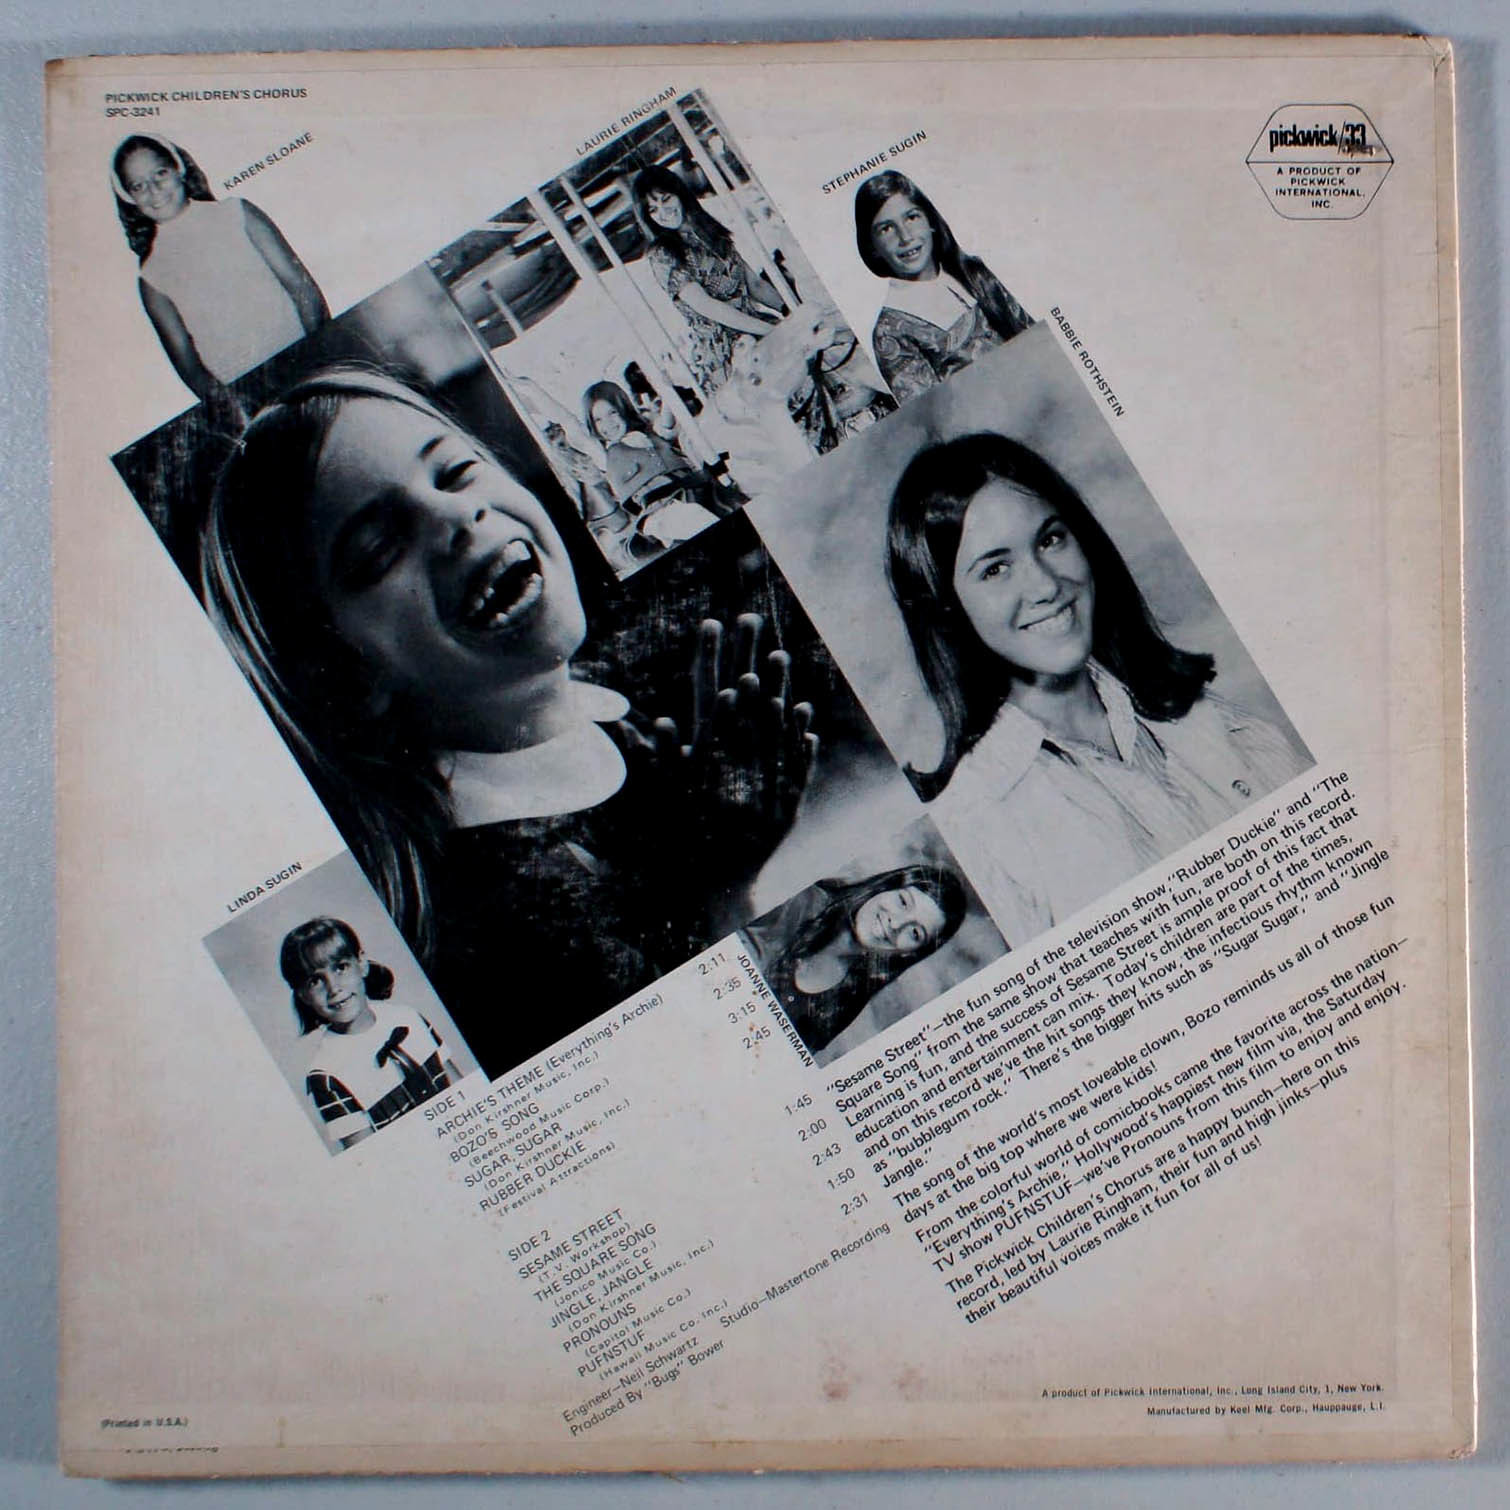 PICKWICK CHILDREN'S CHORUS
SPC-3241
KAREN SLOANE
LAURIE RINGHAM
STEPHANIE SUGIN
pickwick/33
A PRODUCT OF
PICKWICK
INTERNATIONAL,
INC.
BABBIE ROTHSTEIN
LINDA SUGIN
JOANNE WASERMAN
SIDE 1
ARCHIE'S THEME (Everything's Archie) 2:11
(Don Kirshner Music, Inc.)
BOZO'S SONG 2:35
(Beechwood Music Corp.)
SUGAR, SUGAR 3:15
(Don Kirshner Music, Inc.)
RUBBER DUCKIE 2:45
(Festival Attractions)
SIDE 2
SESAME STREET 1:45
(T.V. Workshop)
THE SQUARE SONG 2:00
(Jonico Music Co.)
JINGLE, JANGLE 2:43
(Don Kirshner Music, Inc.)
PRONOUNS 1:50
(Capitol Music Co.)
PUFNSTUF 2:31
(Hawaii Music Co. Inc.)
Engineer—Neil Schwartz Studio—Mastertone Recording
Produced By "Bugs" Bower
"Sesame Street"—the fun song of the television show, "Rubber Duckie" and "The
Square Song" from the same show that teaches with fun, are both on this record.
Learning is fun, and the success of Sesame Street is ample proof of this fact that
education and entertainment can mix. Today's children are part of the times,
and on this record we've the hit songs they know; the infectious rhythm known
as "bubblegum rock." There's the bigger hits such as "Sugar Sugar," and "Jingle
Jangle."
The song of the world's most loveable clown, Bozo reminds us all of those fun
days at the big top where we were kids!
From the colorful world of comicbooks came the favorite across the nation—
"Everything's Archie," Hollywood's happiest new film via, the Saturday
TV show PUFNSTUF—we've Pronouns from this film to enjoy and enjoy.
The Pickwick Children's Chorus are a happy bunch—here on this
record, led by Laurie Ringham, their fun and high jinks—plus
their beautiful voices make it fun for all of us!
A product of Pickwick International, Inc., Long Island City, 1, New York.
Manufactured by Keel Mfg. Corp., Hauppauge, L.I.
(Printed in U.S.A.)